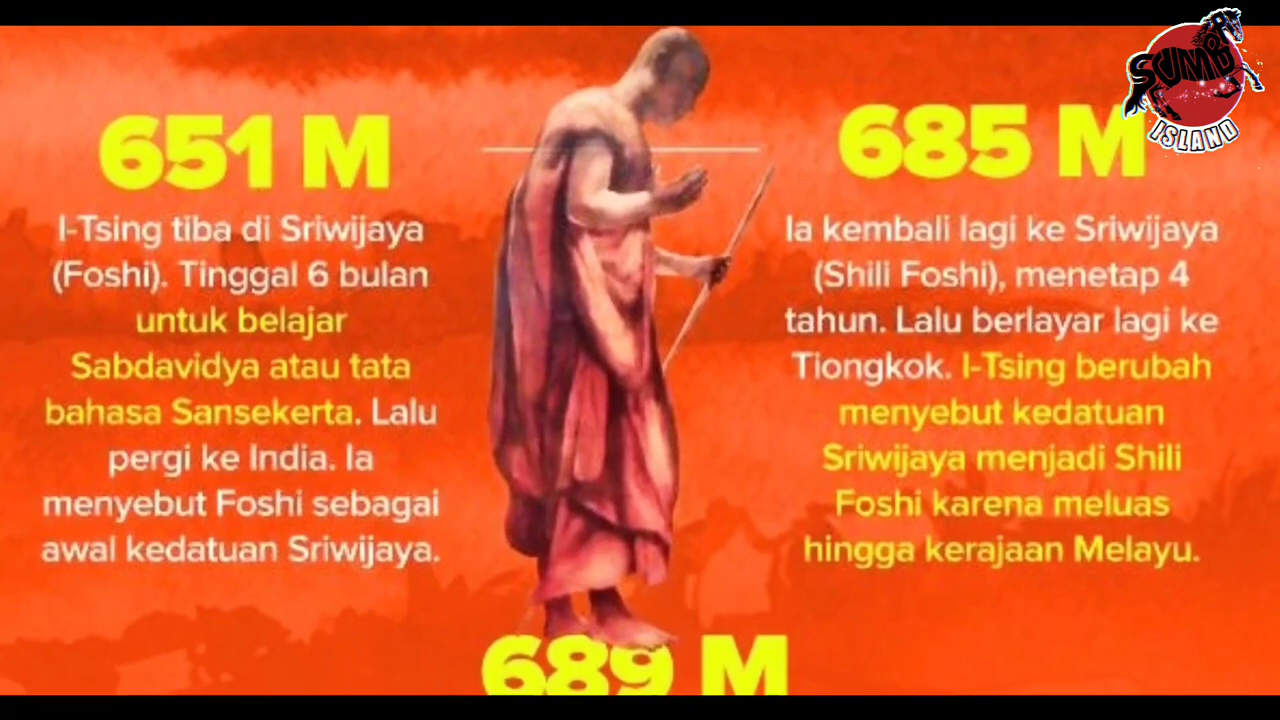 651 M
I-Tsing tiba di Sriwijaya
(Foshi). Tinggal 6 bulan
untuk belajar
Sabdavidya atau tata
bahasa Sansekerta. Lalu
pergi ke India. Ia
menyebut Foshi sebagai
awal kedatuan Sriwijaya.
685 M
Ia kembali lagi ke Sriwijaya
(Shili Foshi), menetap 4
tahun. Lalu berlayar lagi ke
Tiongkok. I-Tsing berubah
menyebut kedatuan
Sriwijaya menjadi Shili
Foshi karena meluas
hingga kerajaan Melayu.
689 M
SUMBA
ISLAND